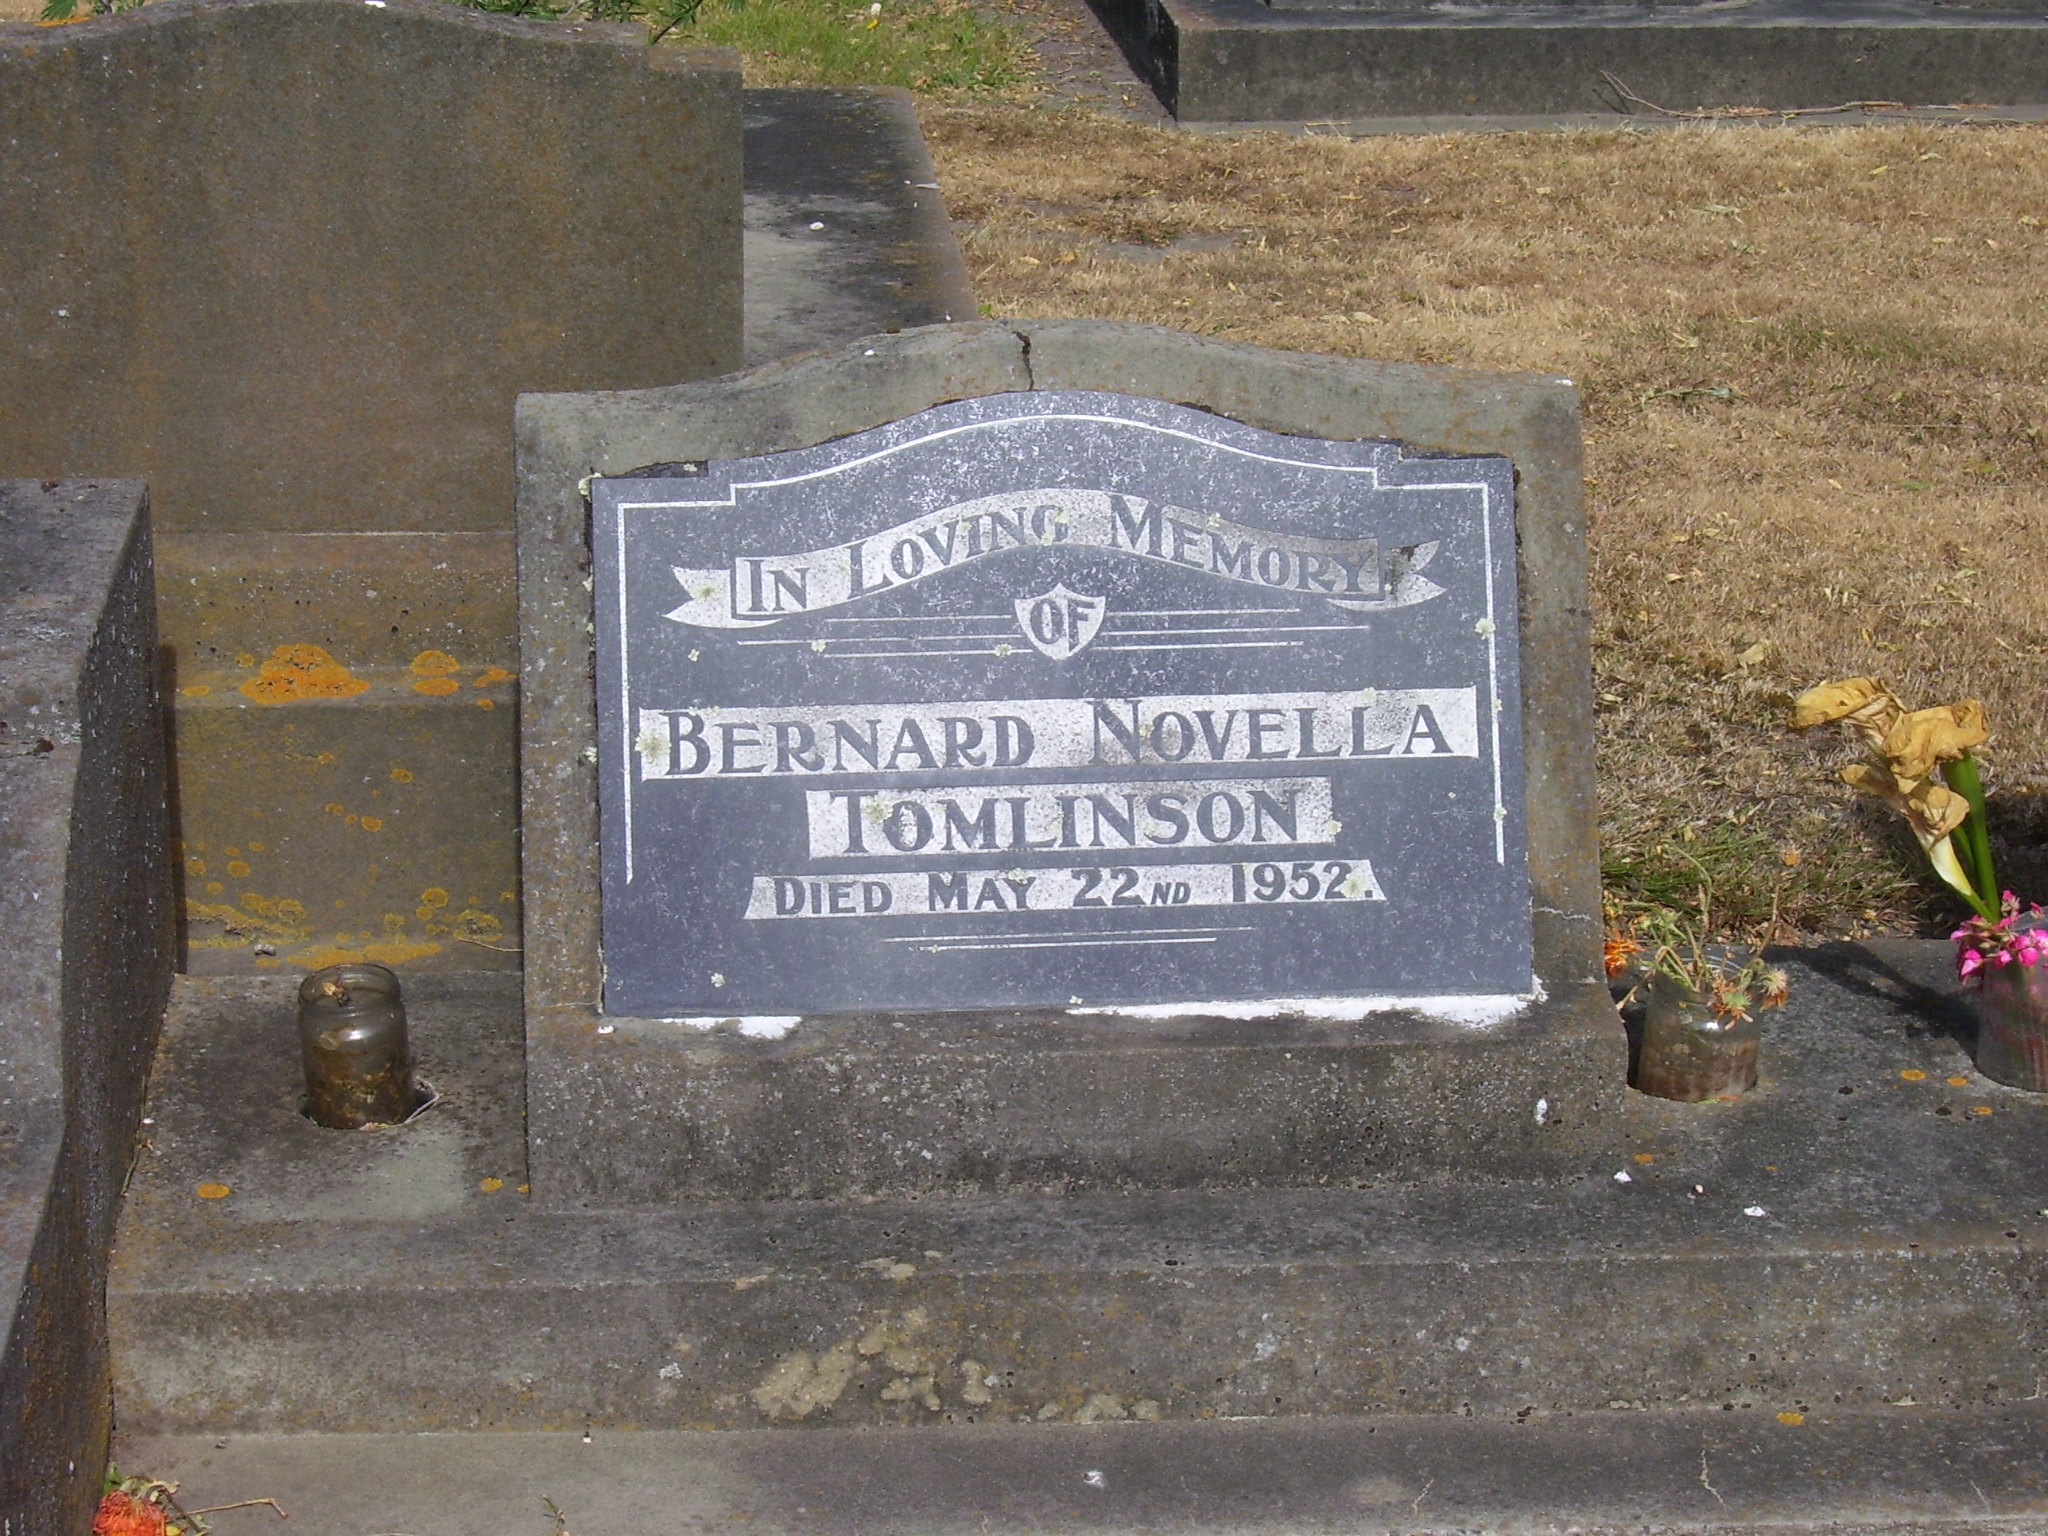 IN LOVING MEMORY
OF
BERNARD NOVELLA
TOMLINSON
DIED MAY 22ND 1952.